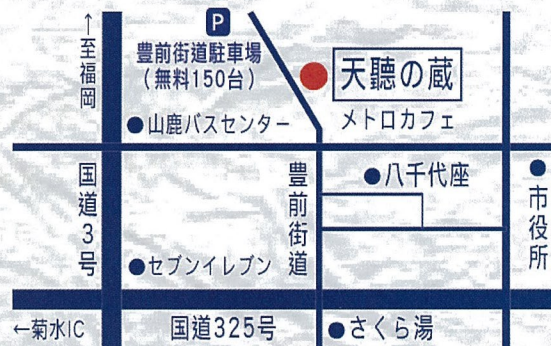 ↑至福岡
P
豊前街道駐車場
(無料150台)
天聽の蔵
メトロカフェ
●山鹿バスセンター
国道3号
豊前街道
●八千代座
●市役所
●セブンイレブン
←菊水IC
国道325号
●さくら湯